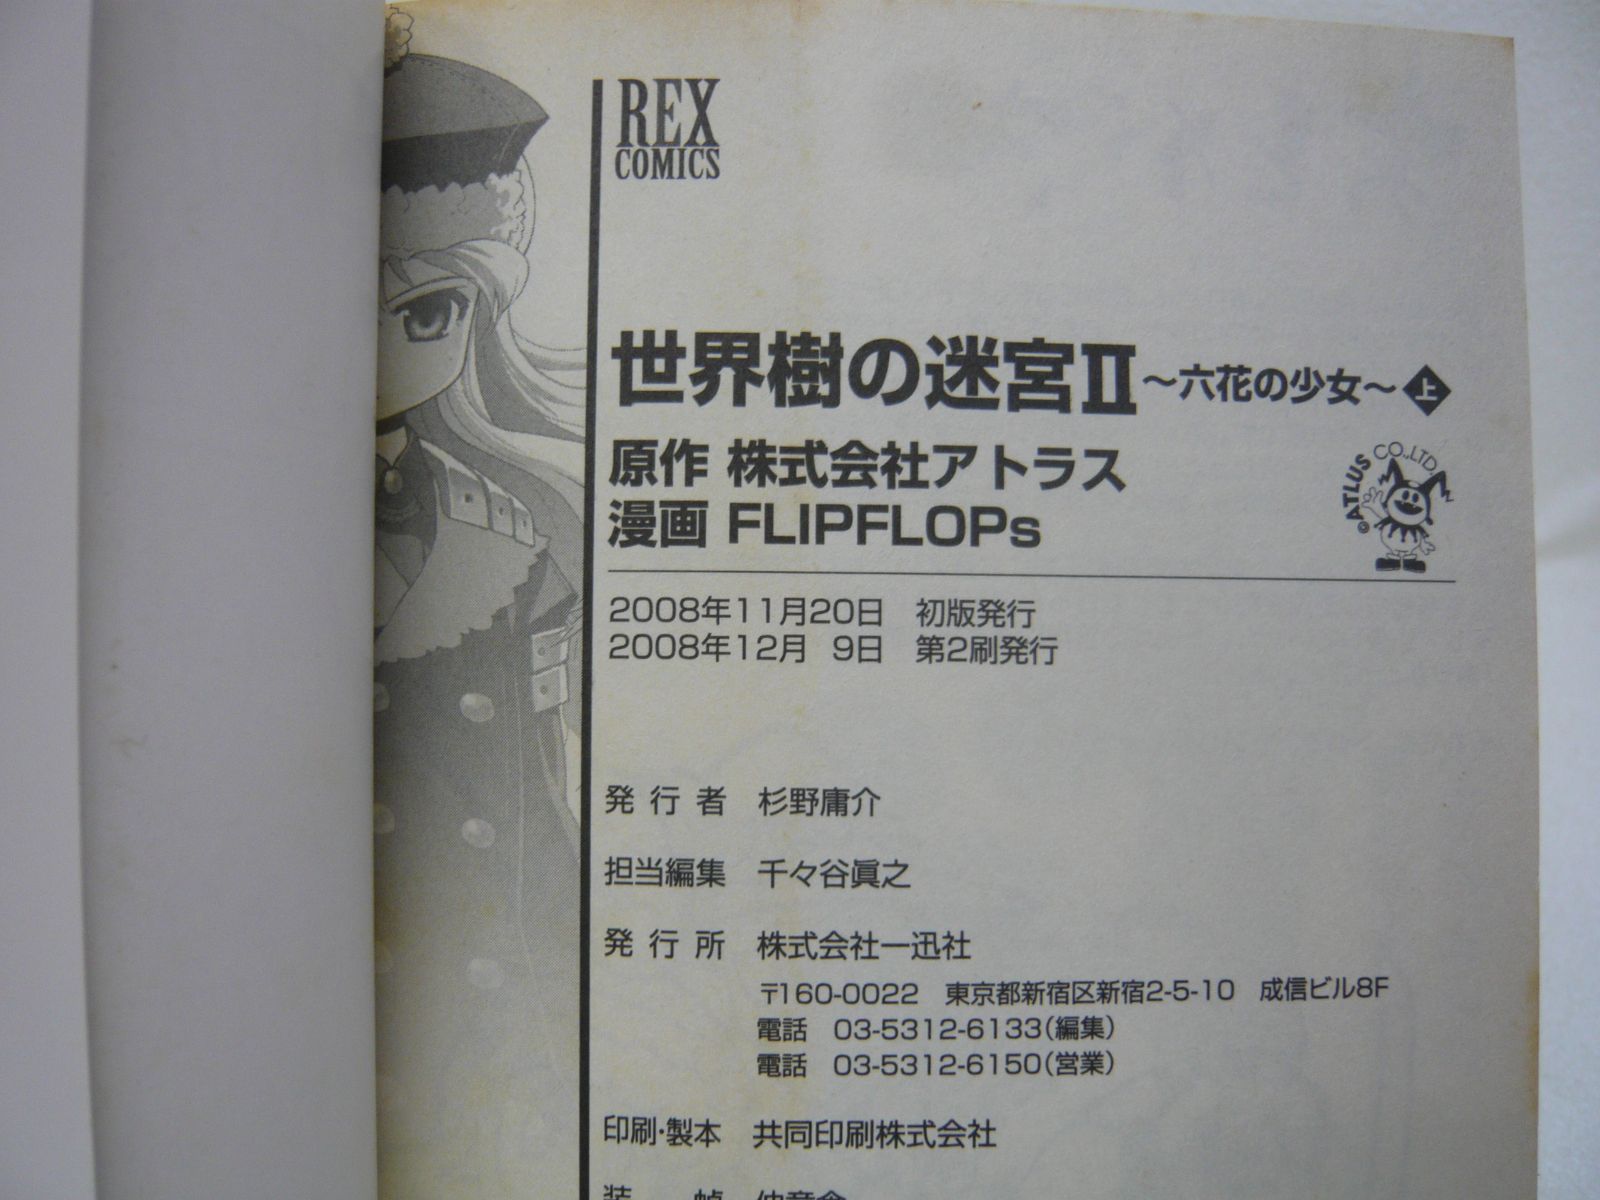 REX
COMICS
世界樹の迷宮Ⅱ ～六花の少女～ 上
原作 株式会社アトラス
漫画 FLIPFLOPs
©ATLUS CO.,LTD.
2008年11月20日 初版発行
2008年12月 9日 第2刷発行
発行者 杉野庸介
担当編集 千々谷眞之
発行所 株式会社一迅社
〒160-0022 東京都新宿区新宿2-5-10 成信ビル8F
電話 03-5312-6133(編集)
電話 03-5312-6150(営業)
印刷・製本 共同印刷株式会社
装 幀